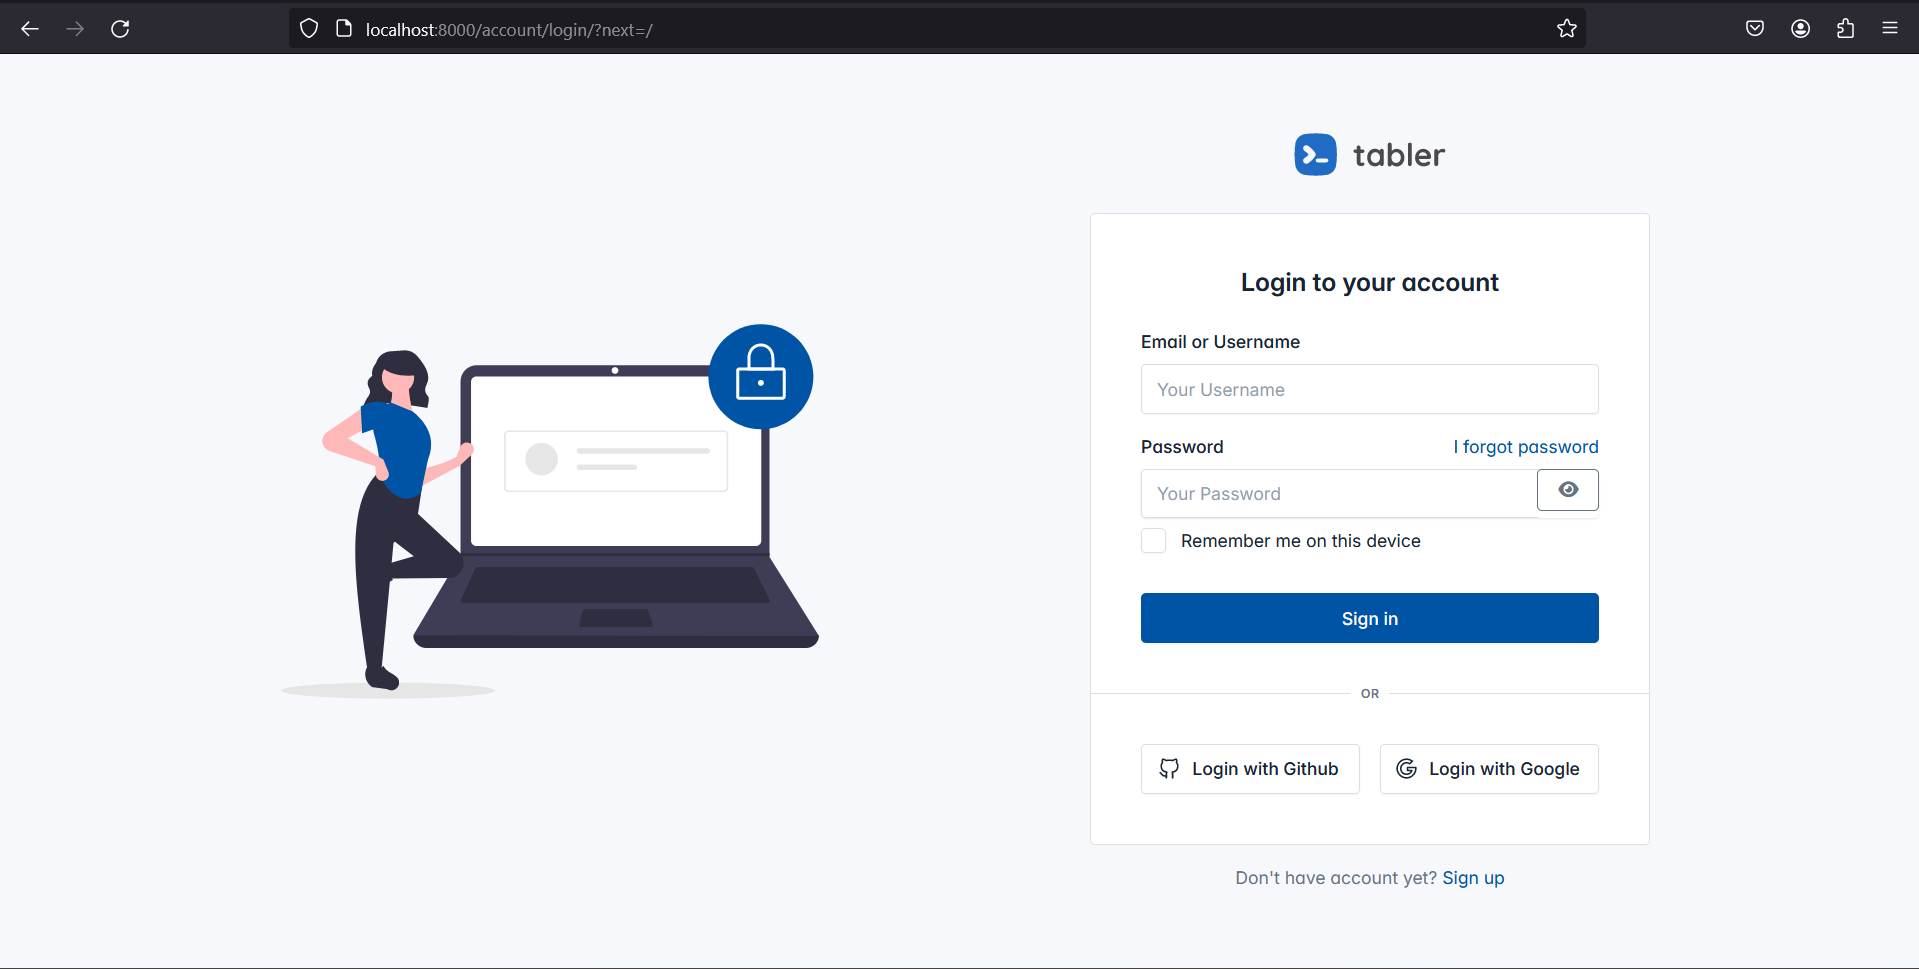 localhost:8000/account/login/?next=/
tabler
Login to your account
Email or Username
Your Username
Password I forgot password
Your Password
Remember me on this device
Sign in
OR
Login with Github Login with Google
Don't have account yet? Sign up